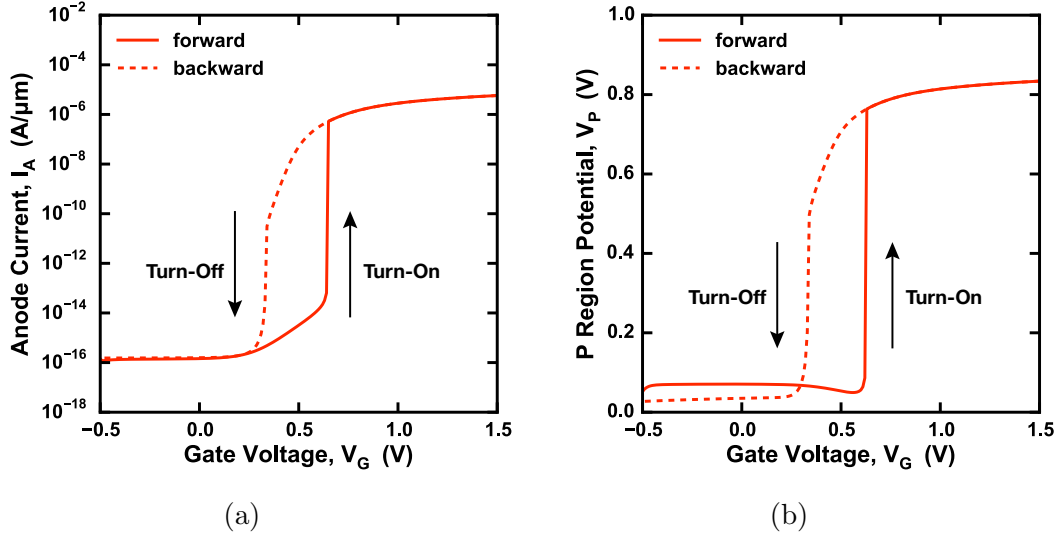 forward
backward
Turn-Off
Turn-On
10⁻²
10⁻⁴
10⁻⁶
10⁻⁸
10⁻¹⁰
10⁻¹²
10⁻¹⁴
10⁻¹⁶
10⁻¹⁸
Anode Current, I_A (A/μm)
−0.5 0.0 0.5 1.0 1.5
Gate Voltage, V_G (V)
(a)
forward
backward
Turn-Off
Turn-On
1.0
0.8
0.6
0.4
0.2
0.0
P Region Potential, V_P (V)
−0.5 0.0 0.5 1.0 1.5
Gate Voltage, V_G (V)
(b)